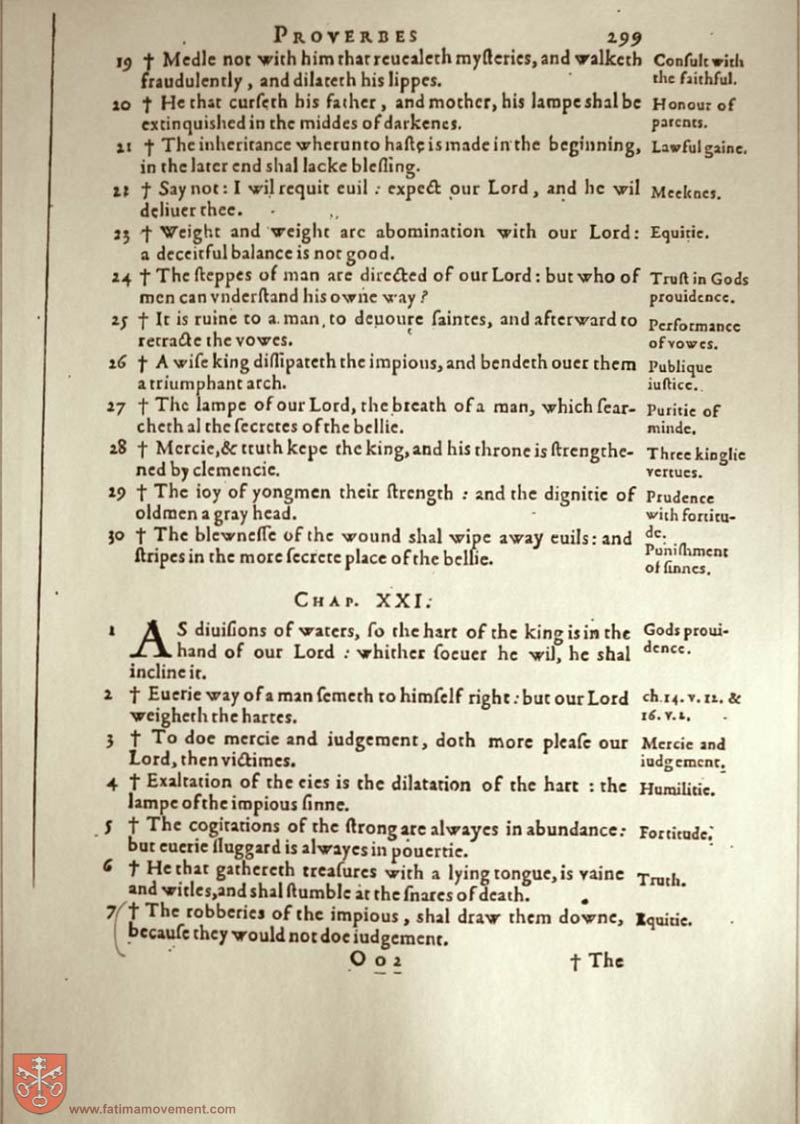 PROVERBES 299
19 † Medle not with him that reuealeth myſteries, and walketh
fraudulently, and dilateth his lippes.
Conſult with
the faithful.
20 † He that curſeth his father, and mother, his lampe shal be
extinguished in the middes of darkenes.
Honour of
parents.
21 † The inheritance wherunto haſte is made in the beginning,
in the later end shal lacke bleſſing.
Lawful gaine.
22 † Say not: I wil requit euil: expect our Lord, and he wil
deliuer thee.
Meeknes.
23 † Weight and weight are abomination with our Lord:
a deceitful balance is not good.
Equitie.
24 † The ſteppes of man are directed of our Lord: but who of
men can vnderſtand his owne way?
Truſt in Gods
prouidence.
25 † It is ruine to a man, to deuoure ſaintes, and afterward to
retracte the vowes.
Performance
of vowes.
26 † A wiſe king diſſipateth the impious, and bendeth ouer them
a triumphant arch.
Publique
iuſtice.
27 † The lampe of our Lord, the breath of a man, which ſear-
cheth al the ſecretes of the bellie.
Puritie of
minde.
28 † Mercie, & truth kepe the king, and his throne is ſtrengthe-
ned by clemencie.
Three kinglie
vertues.
29 † The ioy of yongmen their ſtrength: and the dignitie of
oldmen a gray head.
Prudence
with fortitu-
de.
30 † The blewneſſe of the wound shal wipe away euils: and
ſtripes in the more ſecrete place of the bellie.
Punishment
of ſinnes.
CHAP. XXI.
1 AS diuiſions of waters, ſo the hart of the king is in the
hand of our Lord: whither ſoeuer he wil, he shal
incline it.
Gods proui-
dence.
2 † Euerie way of a man ſemeth to himſelf right: but our Lord
weigheth the hartes.
ch. 14. v. 12. &
16. v. 2.
3 † To doe mercie and iudgement, doth more pleaſe our
Lord, then victimes.
Mercie and
iudgement.
4 † Exaltation of the eies is the dilatation of the hart: the
lampe of the impious ſinne.
Humilitie.
5 † The cogitations of the ſtrong are alwayes in abundance:
but euerie ſluggard is alwayes in pouertie.
Fortitude.
6 † He that gathereth treaſures with a lying tongue, is vaine
and witles, and shal ſtumble at the ſnares of death.
Truth.
7 † The robberies of the impious, shal draw them downe,
becauſe they would not doe iudgement.
Equitie.
Oo2 † The
www.fatimamovement.com